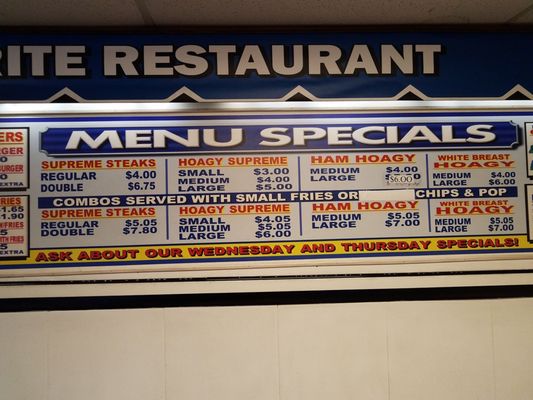 RITE RESTAURANT
MENU SPECIALS
SUPREME STEAKS
REGULAR $4.00
DOUBLE $6.75
HOAGY SUPREME
SMALL $3.00
MEDIUM $4.00
LARGE $5.00
HAM HOAGY
MEDIUM $4.00
LARGE $6.00
WHITE BREAST
HOAGY
MEDIUM $4.00
LARGE $6.00
COMBOS SERVED WITH SMALL FRIES OR CHIPS & POP
SUPREME STEAKS
REGULAR $5.05
DOUBLE $7.80
HOAGY SUPREME
SMALL $4.05
MEDIUM $5.05
LARGE $6.00
HAM HOAGY
MEDIUM $5.05
LARGE $7.00
WHITE BREAST
HOAGY
MEDIUM $5.05
LARGE $7.00
ASK ABOUT OUR WEDNESDAY AND THURSDAY SPECIALS!
EXTRA
EXTRA